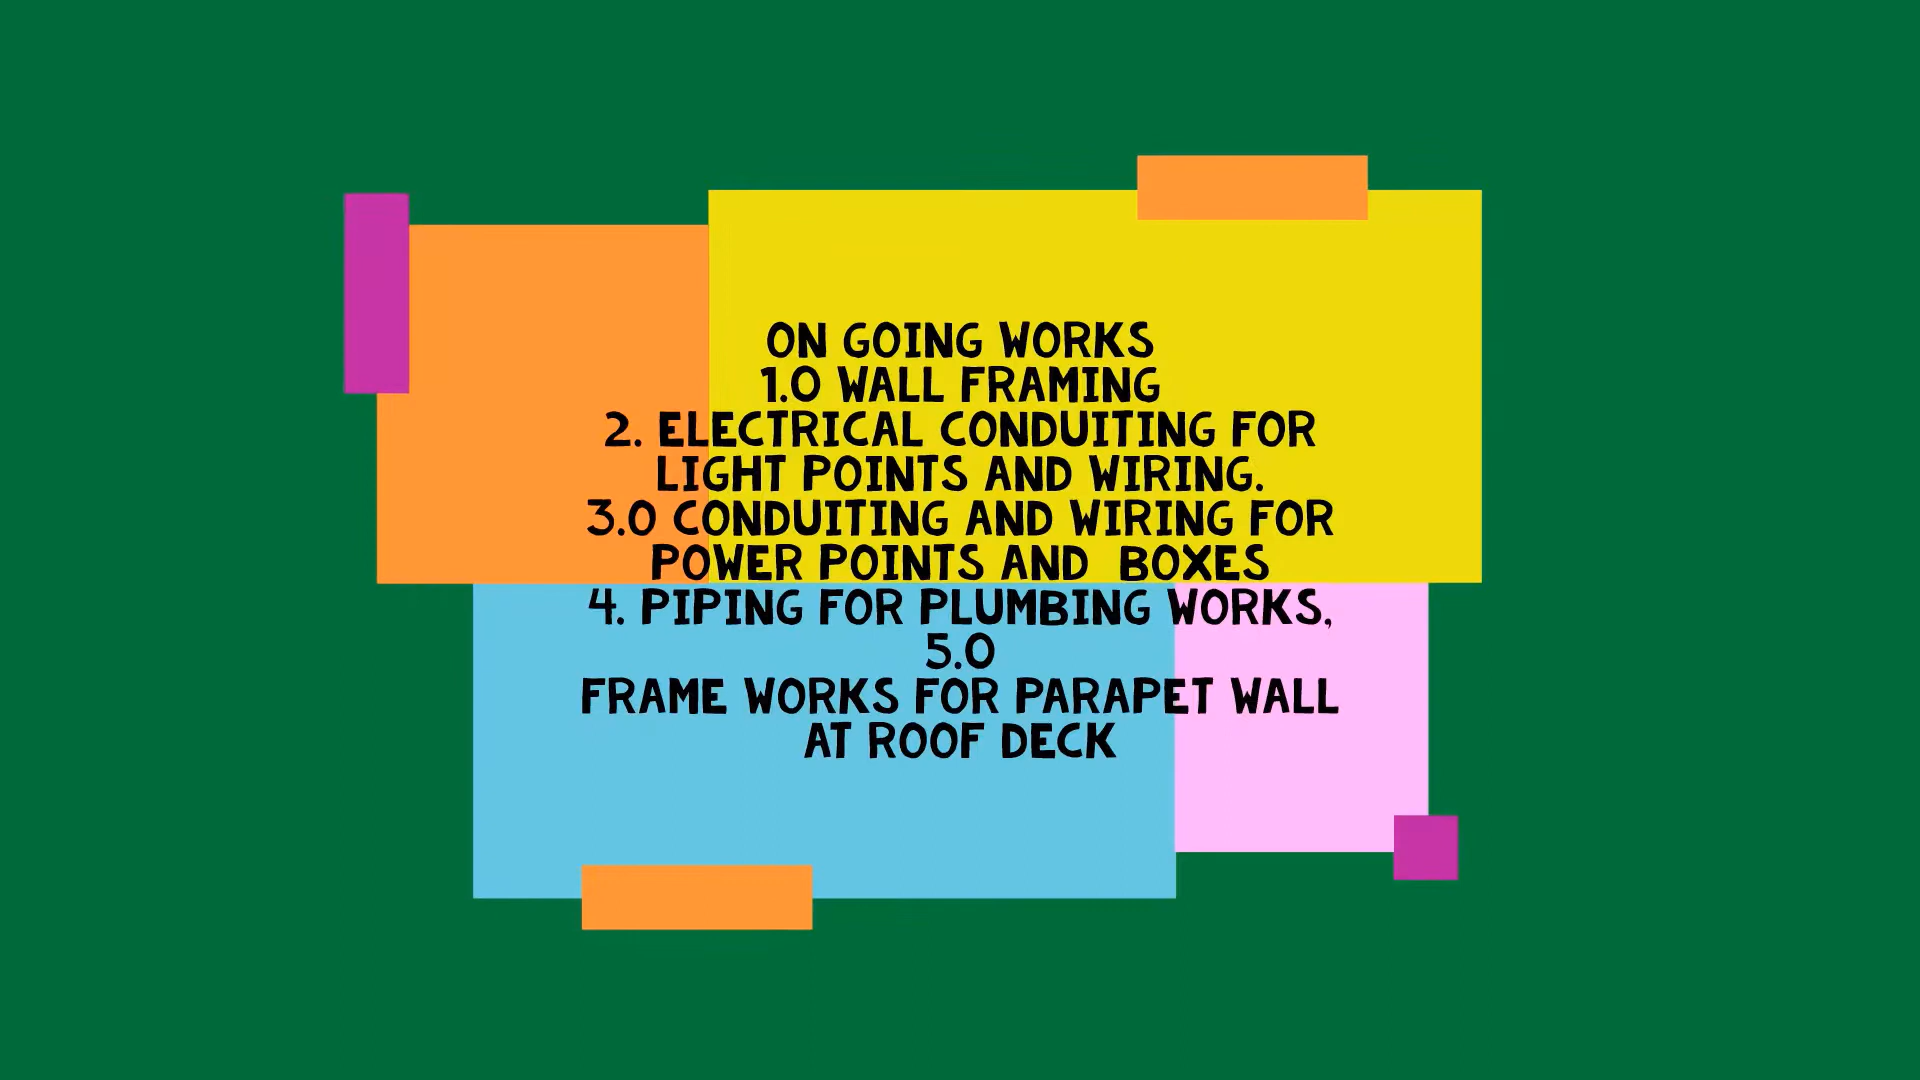 ON GOING WORKS
1.0 WALL FRAMING
2. ELECTRICAL CONDUITING FOR
LIGHT POINTS AND WIRING.
3.0 CONDUITING AND WIRING FOR
POWER POINTS AND  BOXES
4. PIPING FOR PLUMBING WORKS,
5.0
FRAME WORKS FOR PARAPET WALL
AT ROOF DECK